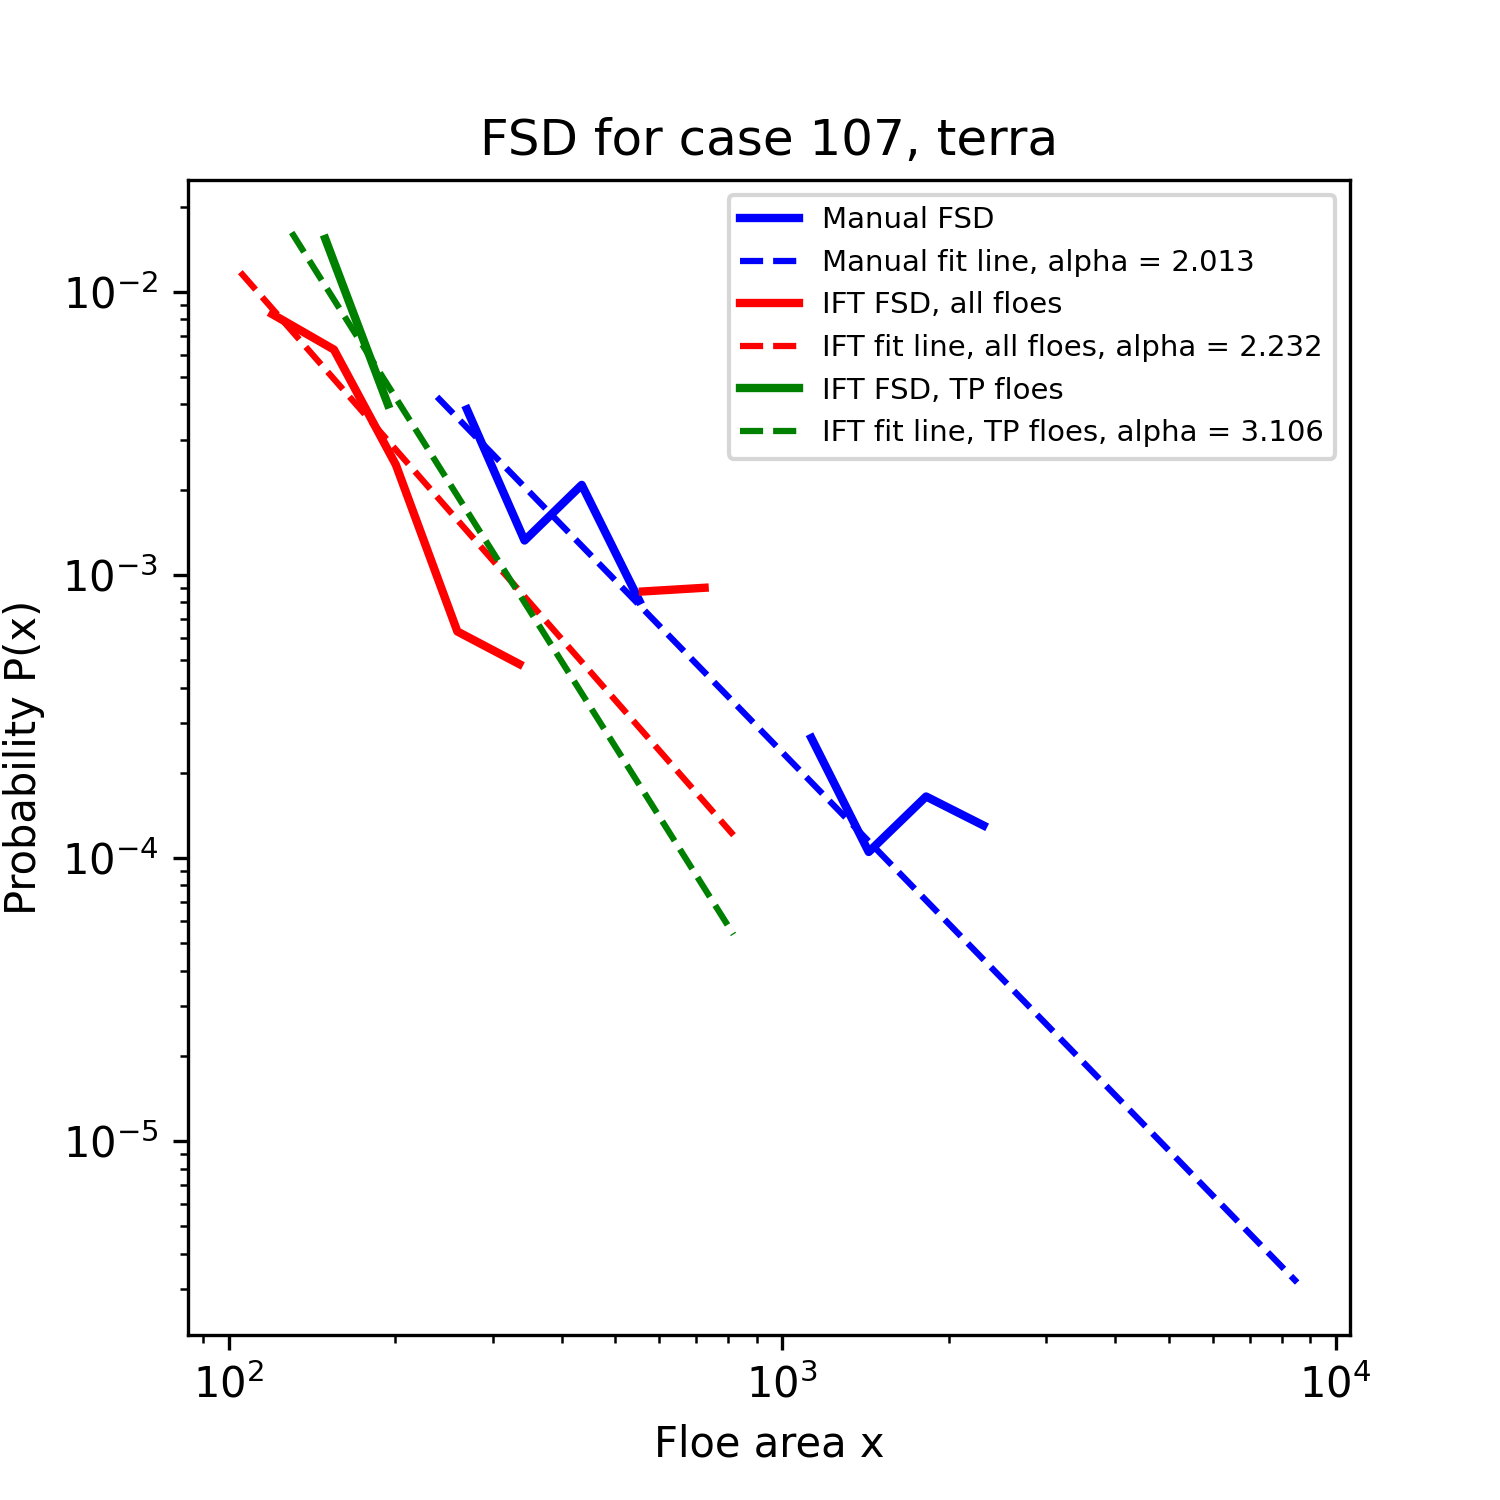 FSD for case 107, terra
Manual FSD
Manual fit line, alpha = 2.013
IFT FSD, all floes
IFT fit line, all floes, alpha = 2.232
IFT FSD, TP floes
IFT fit line, TP floes, alpha = 3.106
Probability P(x)
10⁻²
10⁻³
10⁻⁴
10⁻⁵
10² 10³ 10⁴
Floe area x